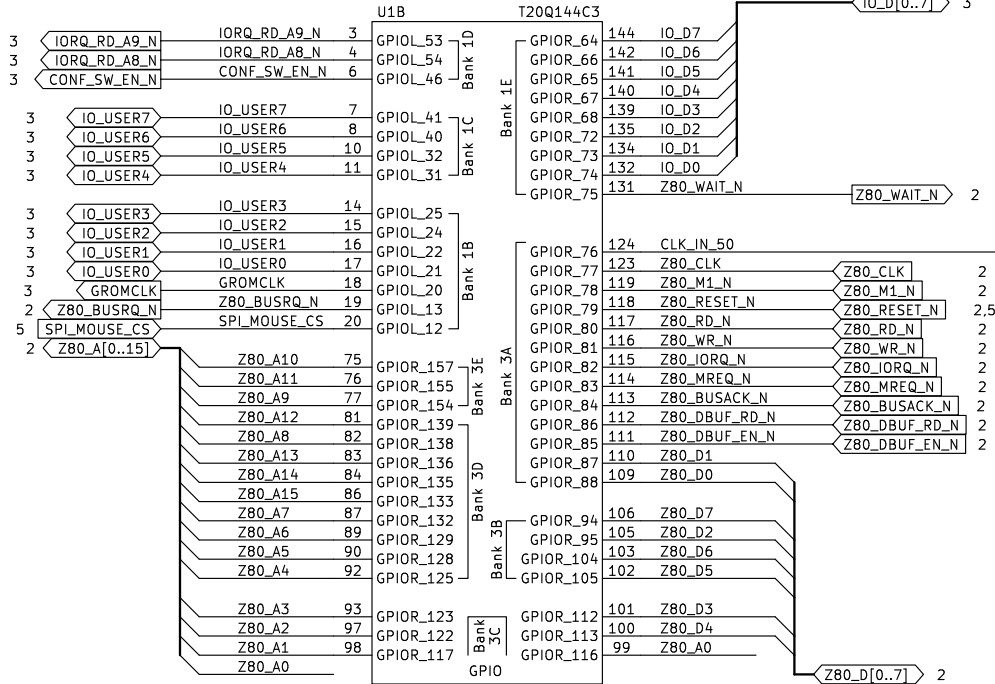 U1B T20Q144C3 IO_D[0..7] 3
3 IORQ_RD_A9_N IORQ_RD_A9_N 3 GPIOL_53 GPIOR_64 144 IO_D7
3 IORQ_RD_A8_N IORQ_RD_A8_N 4 GPIOL_54 GPIOR_66 142 IO_D6
3 CONF_SW_EN_N CONF_SW_EN_N 6 GPIOL_46 Bank 1D GPIOR_65 141 IO_D5
GPIOR_67 140 IO_D4
3 IO_USER7 IO_USER7 7 GPIOL_41 GPIOR_68 139 IO_D3
3 IO_USER6 IO_USER6 8 GPIOL_40 Bank 1C Bank 1E GPIOR_72 135 IO_D2
3 IO_USER5 IO_USER5 10 GPIOL_32 GPIOR_73 134 IO_D1
3 IO_USER4 IO_USER4 11 GPIOL_31 GPIOR_74 132 IO_D0
GPIOR_75 131 Z80_WAIT_N Z80_WAIT_N 2
3 IO_USER3 IO_USER3 14 GPIOL_25
3 IO_USER2 IO_USER2 15 GPIOL_24
3 IO_USER1 IO_USER1 16 GPIOL_22 GPIOR_76 124 CLK_IN_50
3 IO_USER0 IO_USER0 17 GPIOL_21 Bank 1B GPIOR_77 123 Z80_CLK Z80_CLK 2
3 GROMCLK GROMCLK 18 GPIOL_20 GPIOR_78 119 Z80_M1_N Z80_M1_N 2
2 Z80_BUSRQ_N Z80_BUSRQ_N 19 GPIOL_13 GPIOR_79 118 Z80_RESET_N Z80_RESET_N 2,5
5 SPI_MOUSE_CS SPI_MOUSE_CS 20 GPIOL_12 GPIOR_80 117 Z80_RD_N Z80_RD_N 2
2 Z80_A[0..15] GPIOR_81 116 Z80_WR_N Z80_WR_N 2
Z80_A10 75 GPIOR_157 Bank 3A GPIOR_82 115 Z80_IORQ_N Z80_IORQ_N 2
Z80_A11 76 GPIOR_155 Bank 3E GPIOR_83 114 Z80_MREQ_N Z80_MREQ_N 2
Z80_A9 77 GPIOR_154 GPIOR_84 113 Z80_BUSACK_N Z80_BUSACK_N 2
Z80_A12 81 GPIOR_139 GPIOR_86 112 Z80_DBUF_RD_N Z80_DBUF_RD_N 2
Z80_A8 82 GPIOR_138 GPIOR_85 111 Z80_DBUF_EN_N Z80_DBUF_EN_N 2
Z80_A13 83 GPIOR_136 GPIOR_87 110 Z80_D1
Z80_A14 84 GPIOR_135 GPIOR_88 109 Z80_D0
Z80_A15 86 GPIOR_133 Bank 3D
Z80_A7 87 GPIOR_132 GPIOR_94 106 Z80_D7
Z80_A6 89 GPIOR_129 Bank 3B GPIOR_95 105 Z80_D2
Z80_A5 90 GPIOR_128 GPIOR_104 103 Z80_D6
Z80_A4 92 GPIOR_125 GPIOR_105 102 Z80_D5
Z80_A3 93 GPIOR_123 Bank GPIOR_112 101 Z80_D3
Z80_A2 97 GPIOR_122 3C GPIOR_113 100 Z80_D4
Z80_A1 98 GPIOR_117 GPIOR_116 99 Z80_A0
Z80_A0 GPIO Z80_D[0..7] 2